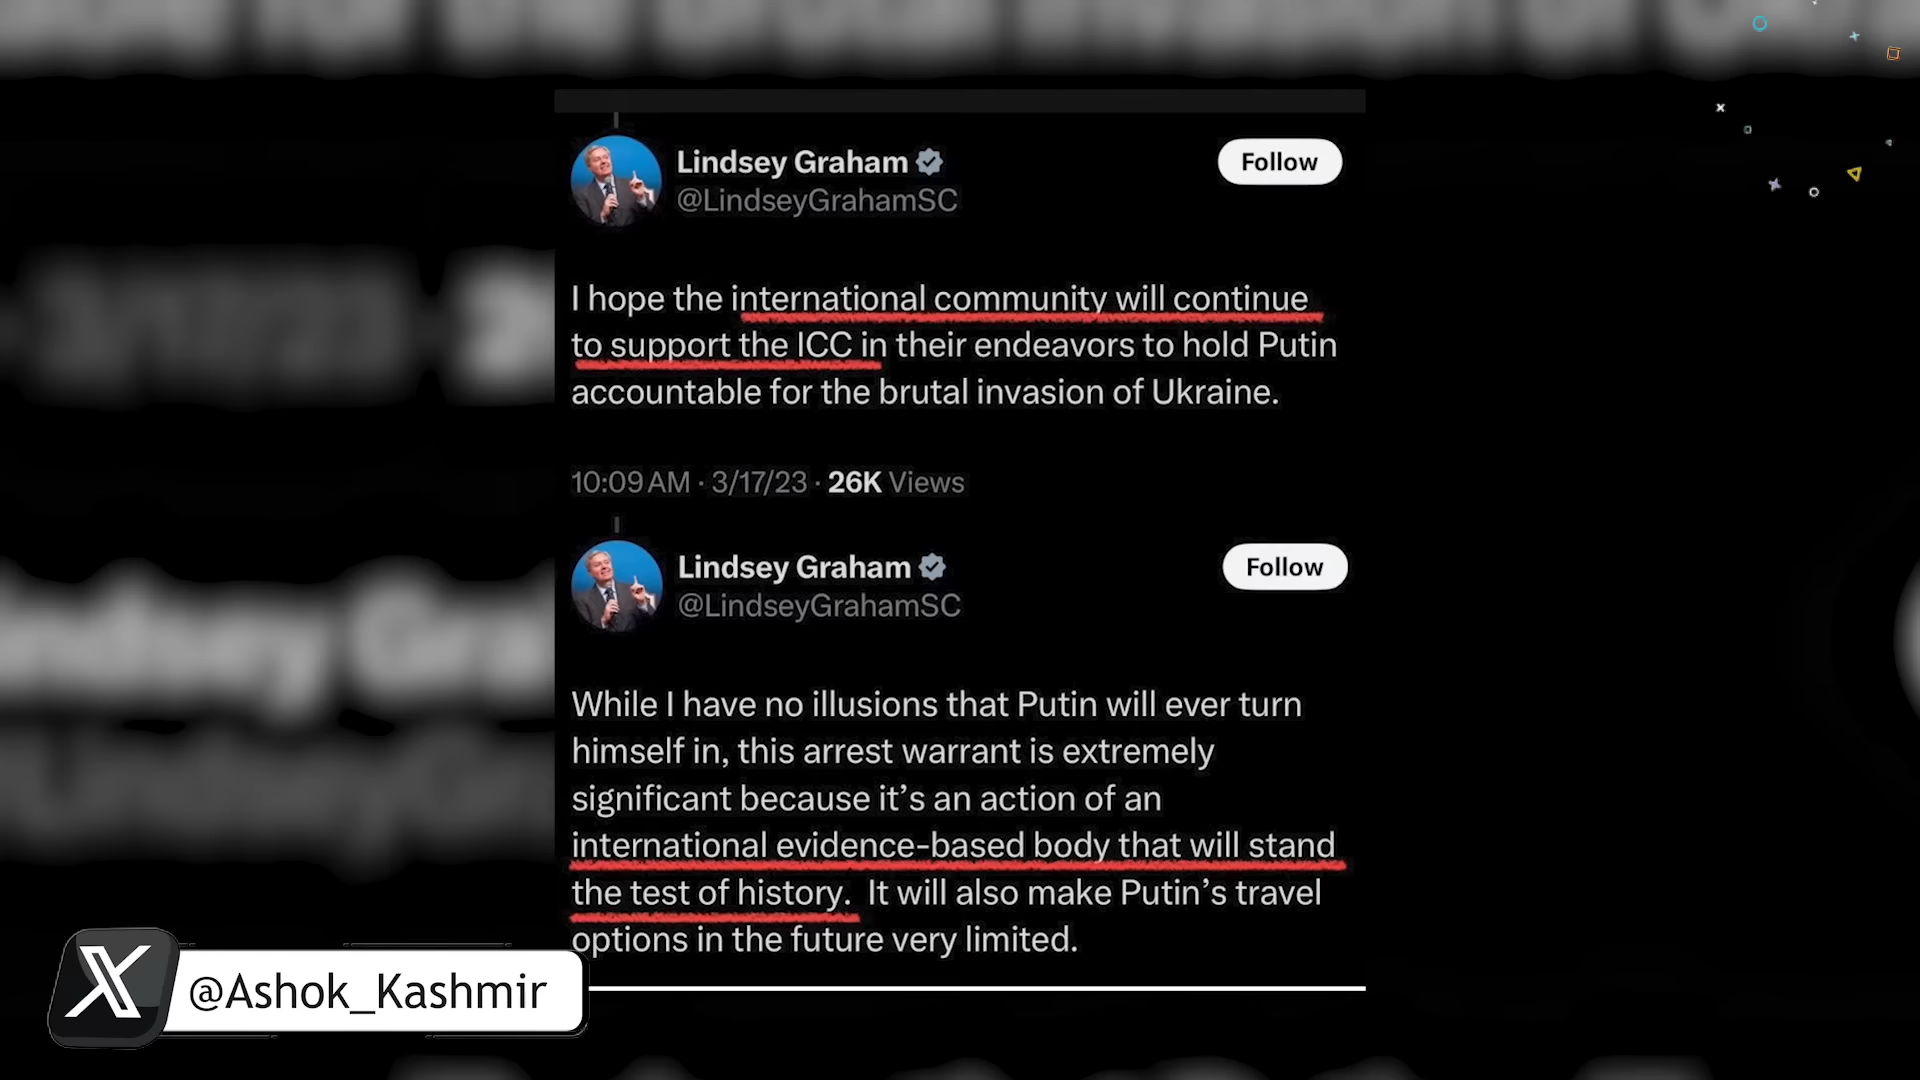 Lindsey Graham
@LindseyGrahamSC
Follow
I hope the international community will continue
to support the ICC in their endeavors to hold Putin
accountable for the brutal invasion of Ukraine.
10:09 AM · 3/17/23 · 26K Views
Lindsey Graham
@LindseyGrahamSC
Follow
While I have no illusions that Putin will ever turn
himself in, this arrest warrant is extremely
significant because it’s an action of an
international evidence-based body that will stand
the test of history. It will also make Putin’s travel
options in the future very limited.
@Ashok_Kashmir